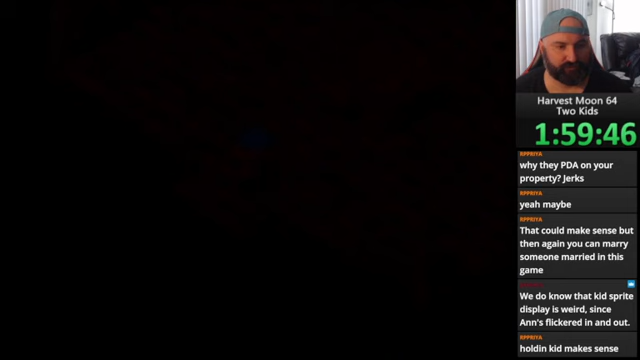 Harvest Moon 64
Two Kids
1:59:46
RPPRIYA
why they PDA on your
property? Jerks
RPPRIYA
yeah maybe
RPPRIYA
That could make sense but
then again you can marry
someone married in this
game
We do know that kid sprite
display is weird, since
Ann's flickered in and out.
RPPRIYA
holdin kid makes sense